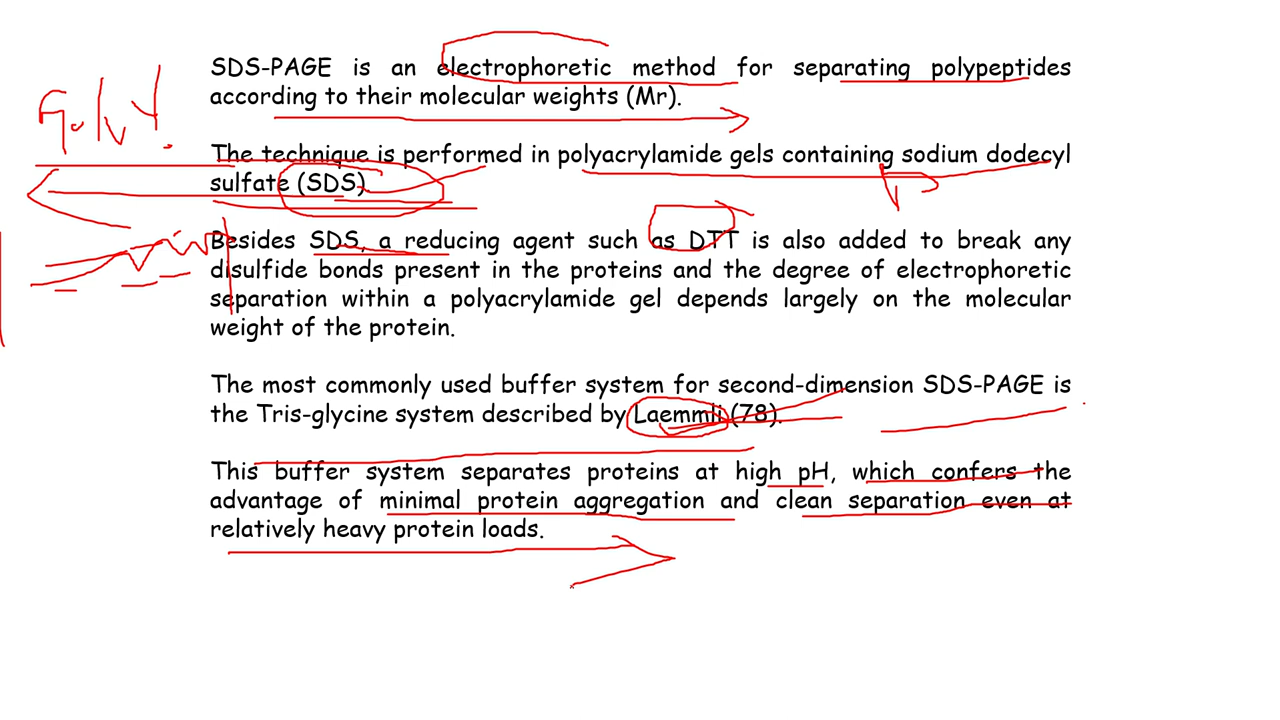 SDS-PAGE is an electrophoretic method for separating polypeptides
according to their molecular weights (Mr).
The technique is performed in polyacrylamide gels containing sodium dodecyl
sulfate (SDS)
Besides SDS, a reducing agent such as DTT is also added to break any
disulfide bonds present in the proteins and the degree of electrophoretic
separation within a polyacrylamide gel depends largely on the molecular
weight of the protein.
The most commonly used buffer system for second-dimension SDS-PAGE is
the Tris-glycine system described by Laemmli (78).
This buffer system separates proteins at high pH, which confers the
advantage of minimal protein aggregation and clean separation even at
relatively heavy protein loads.